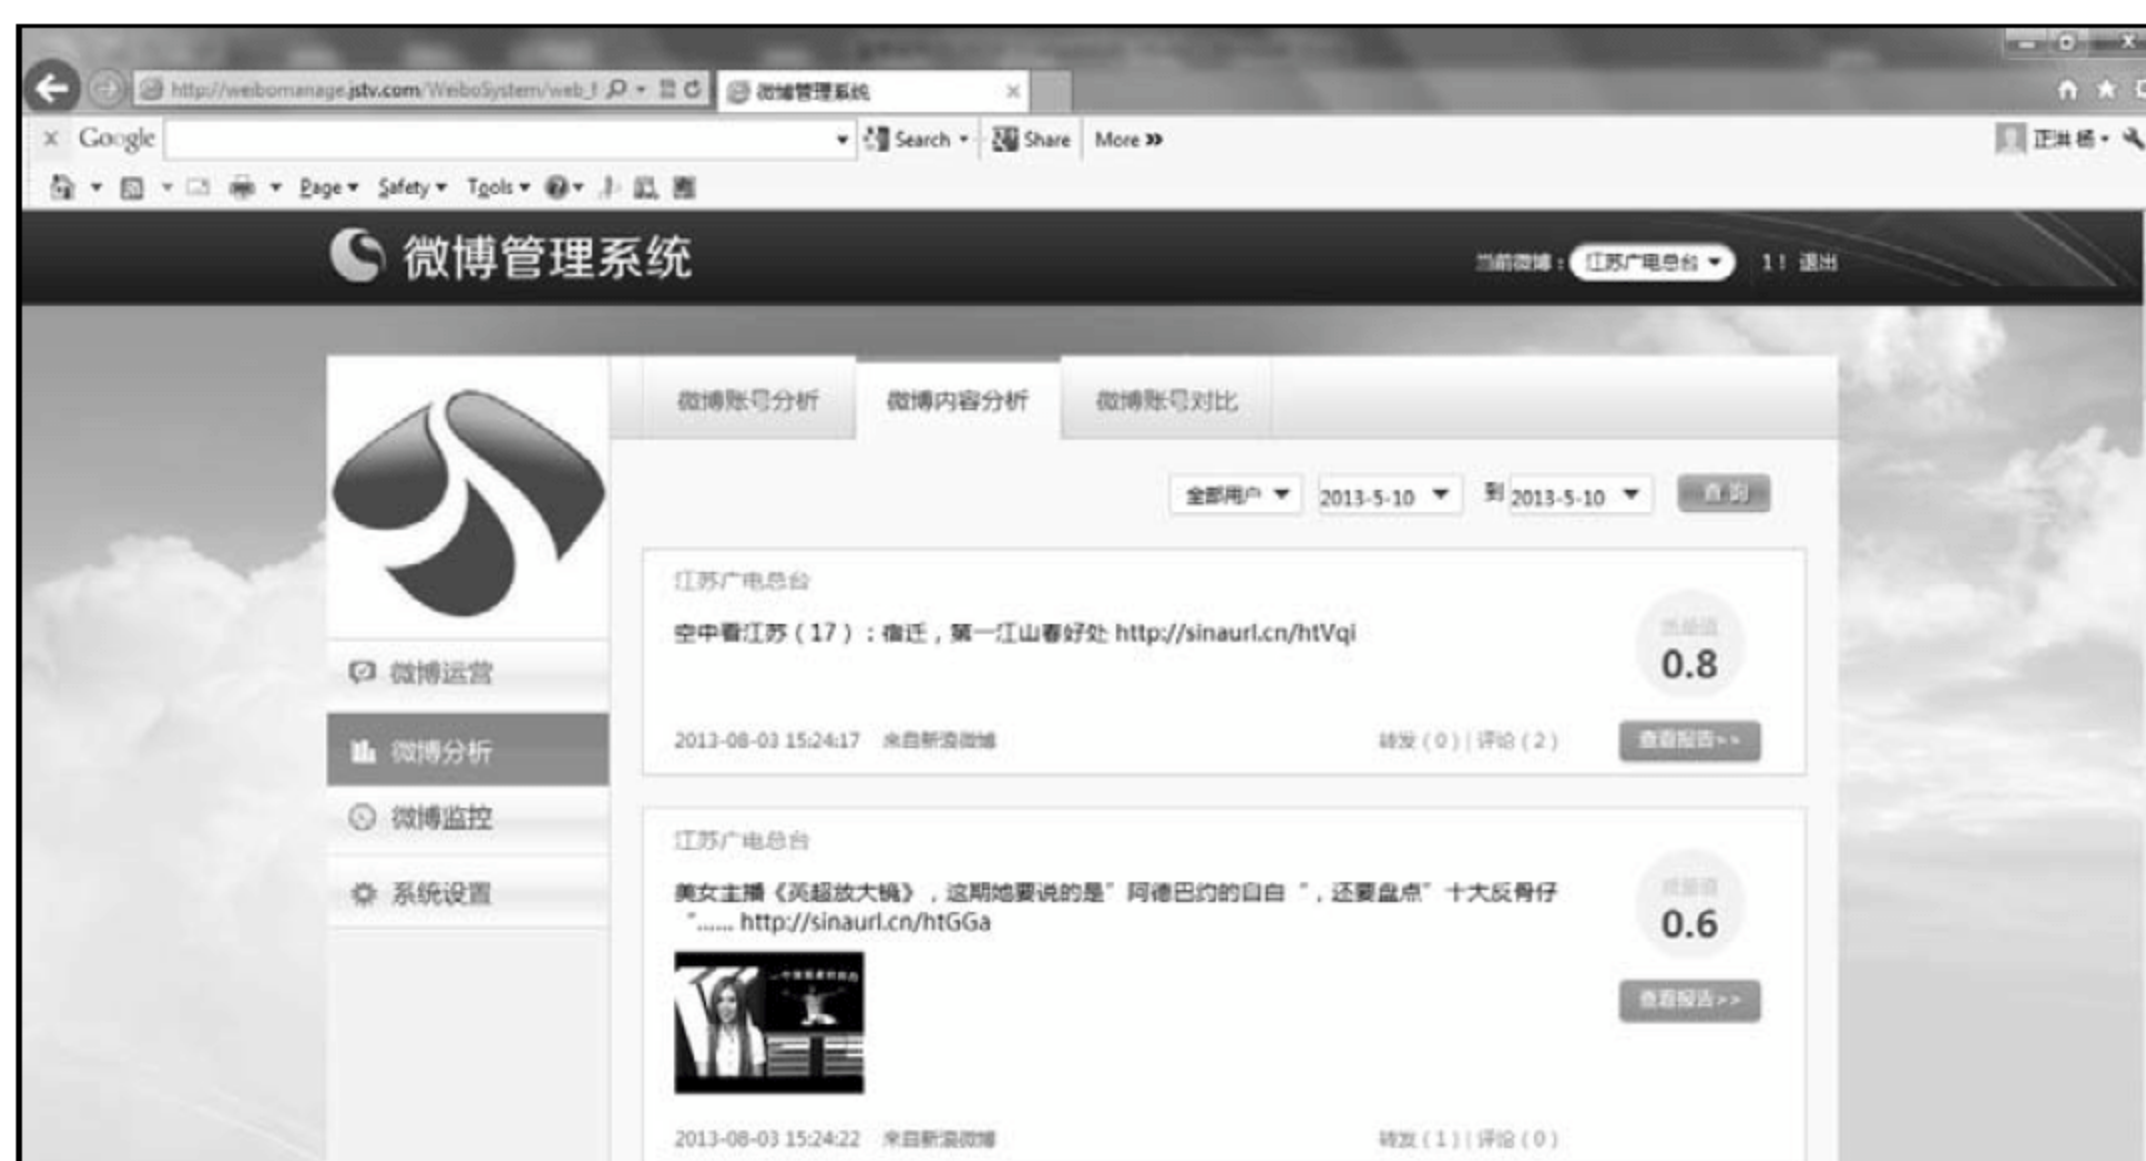 http://weibomanage.jstv.com/WeiboSystem/web_
微博管理系统
x Google
Search
Share
More »
正洪 杨
Page
Safety
Tools
微博管理系统
当前微博：
江苏广电总台
1！ 退出
微博账号分析
微博内容分析
微博账号对比
全部用户
2013-5-10
到
2013-5-10
查 询
江苏广电总台
空中看江苏（17）：宿迁，第一江山春好处 http://sinaurl.cn/htVqi
0.8
2013-08-03 15:24:17 来自新浪微博
转发（0）| 评论（2）
查看报告>>
微博运营
微博分析
微博监控
系统设置
江苏广电总台
美女主播《英超放大镜》，这期她要说的是”阿德巴约的自白“，还要盘点”十大反骨仔
“...... http://sinaurl.cn/htGGa
0.6
查看报告>>
2013-08-03 15:24:22 来自新浪微博
转发（1）| 评论（0）